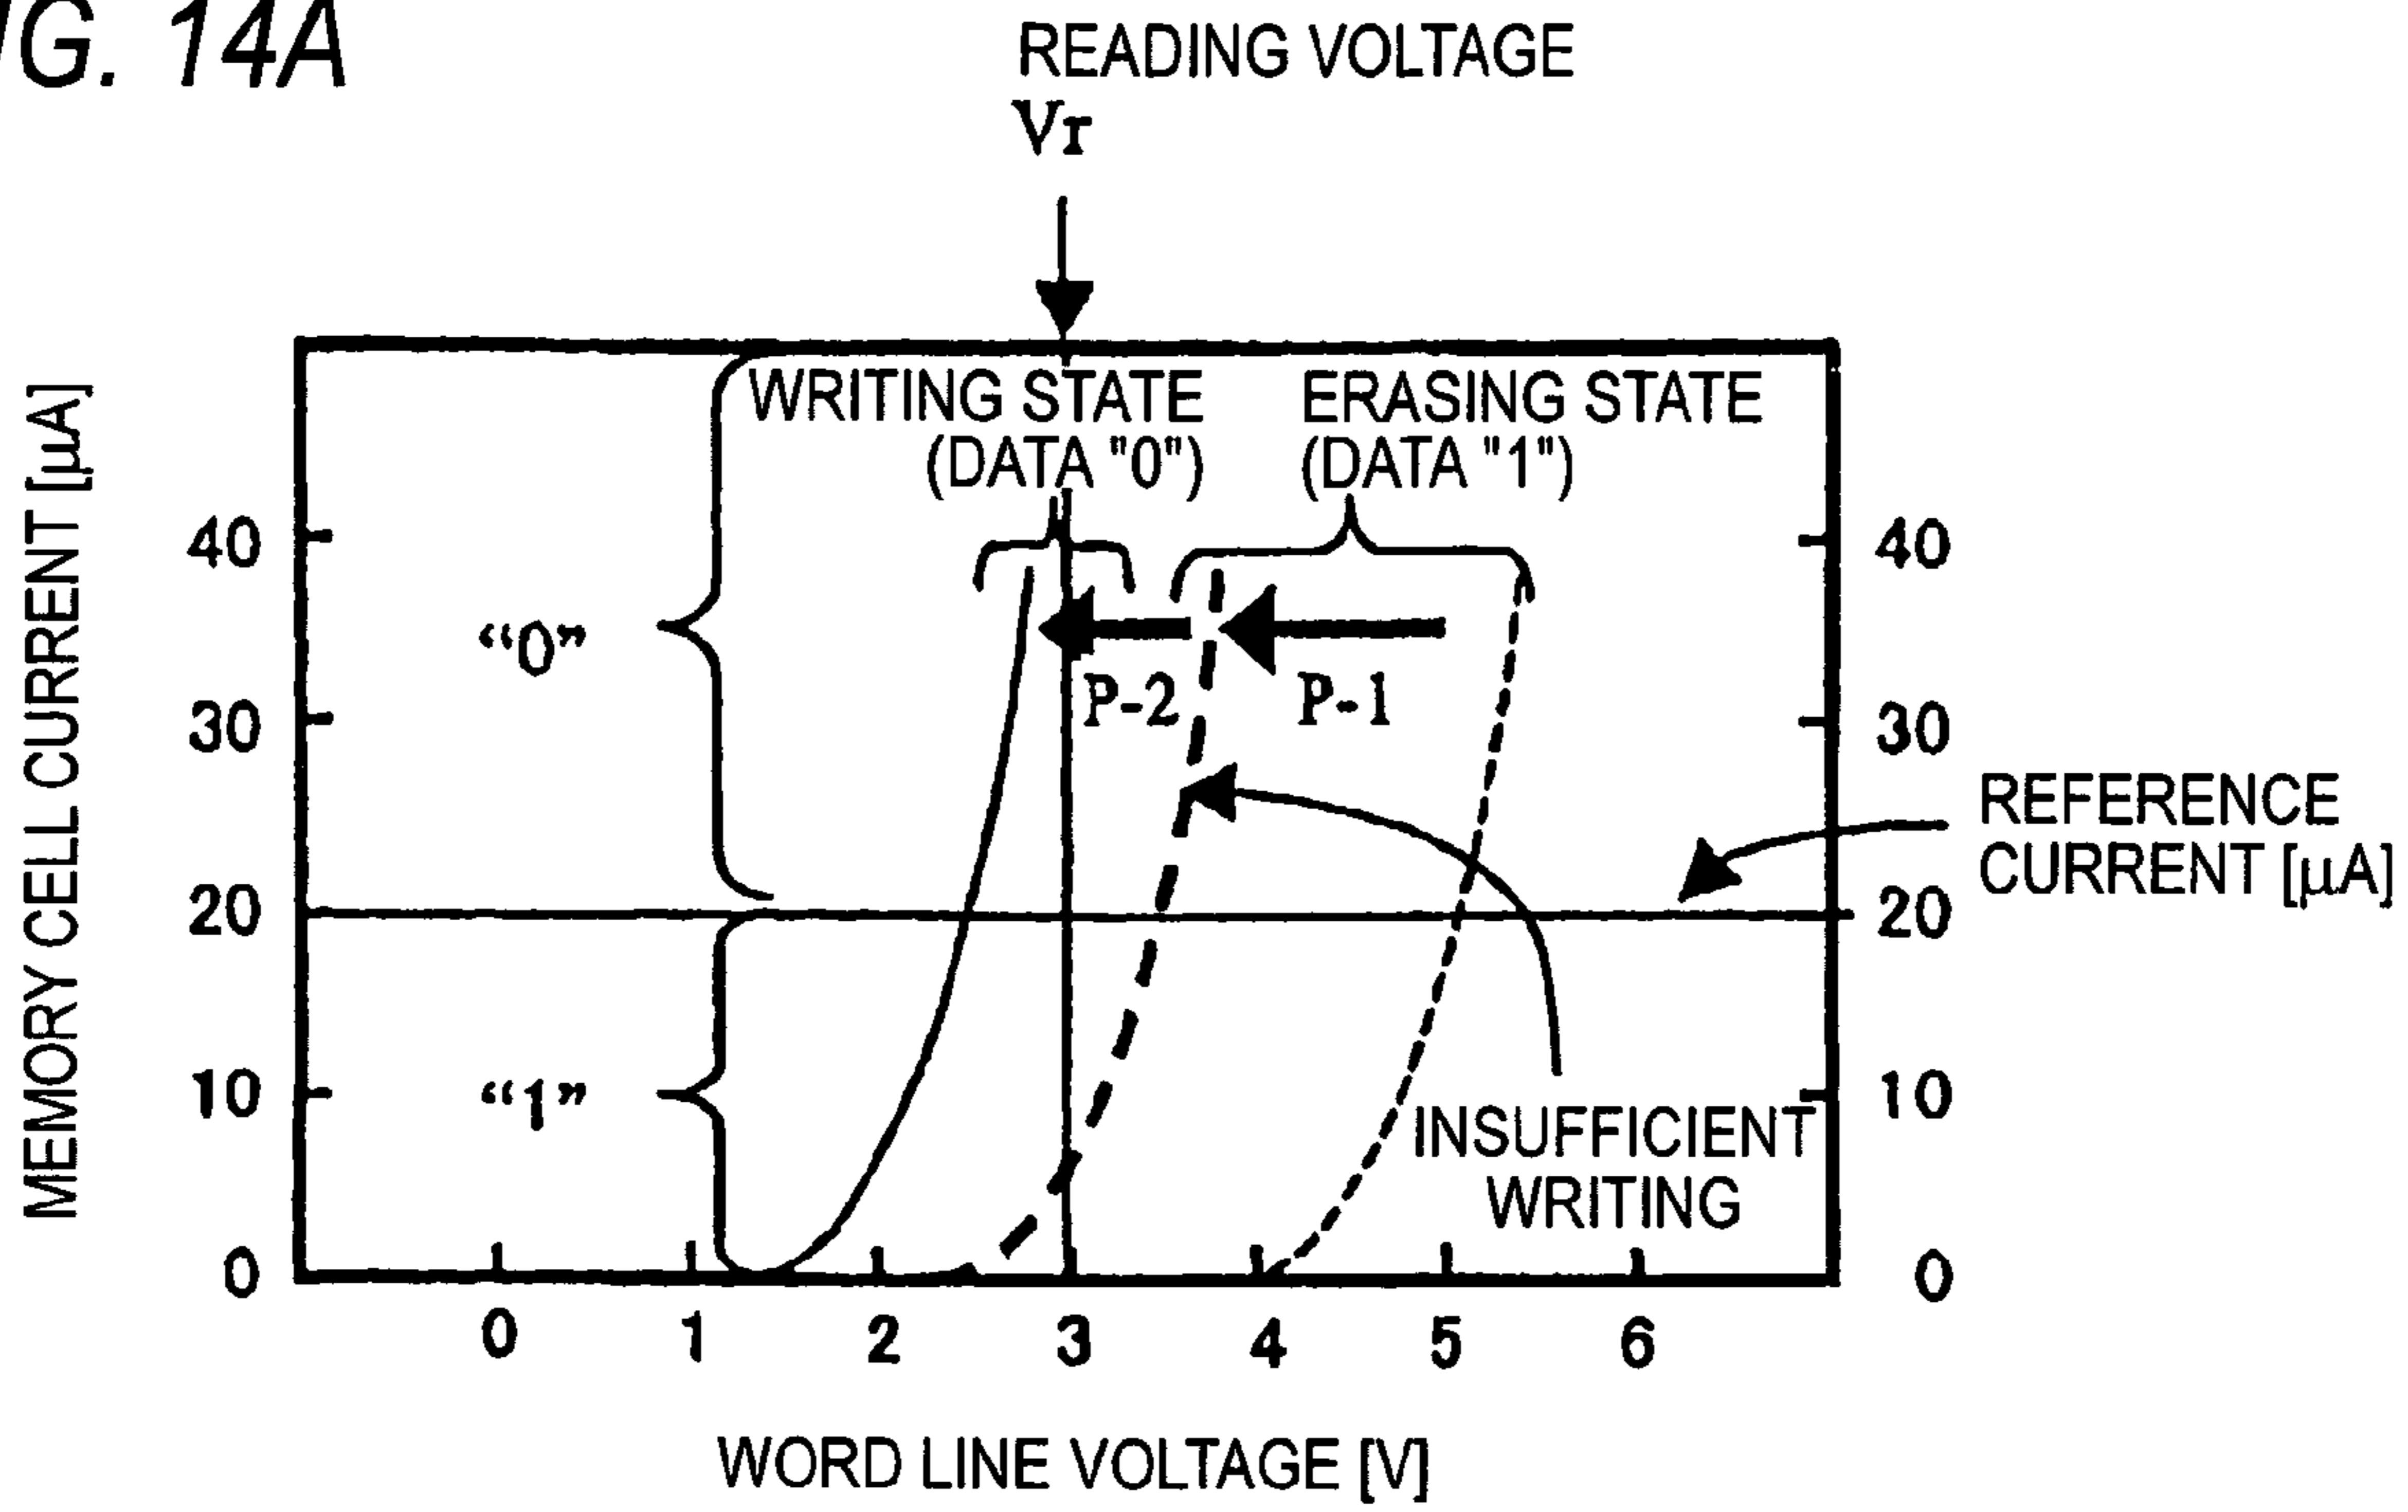 FIG. 14A
READING VOLTAGE
Vr
WRITING STATE
(DATA "0")
ERASING STATE
(DATA "1")
MEMORY CELL CURRENT [μA]
40
30
20
10
0
“0”
“1”
P-2
P-1
40
30
20
10
0
REFERENCE
CURRENT [μA]
INSUFFICIENT
WRITING
0 1 2 3 4 5 6
WORD LINE VOLTAGE [V]